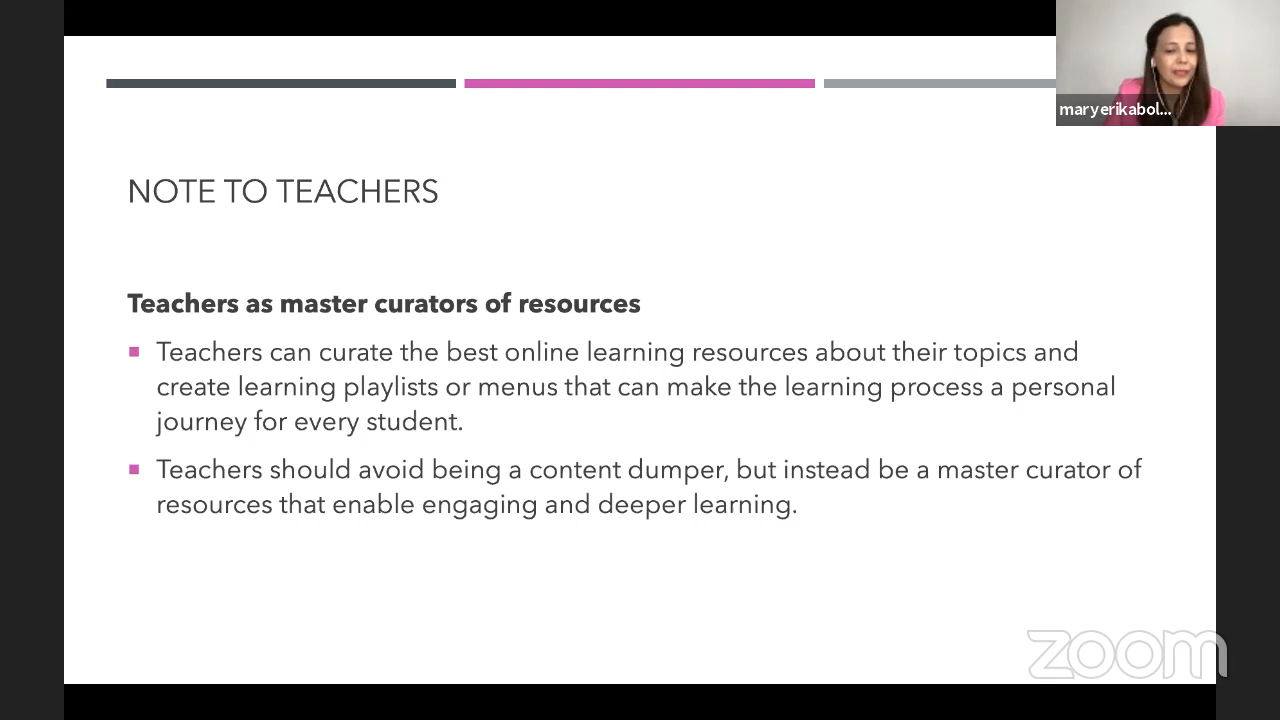 maryerikabol...
NOTE TO TEACHERS
Teachers as master curators of resources
Teachers can curate the best online learning resources about their topics and
create learning playlists or menus that can make the learning process a personal
journey for every student.
Teachers should avoid being a content dumper, but instead be a master curator of
resources that enable engaging and deeper learning.
zoom